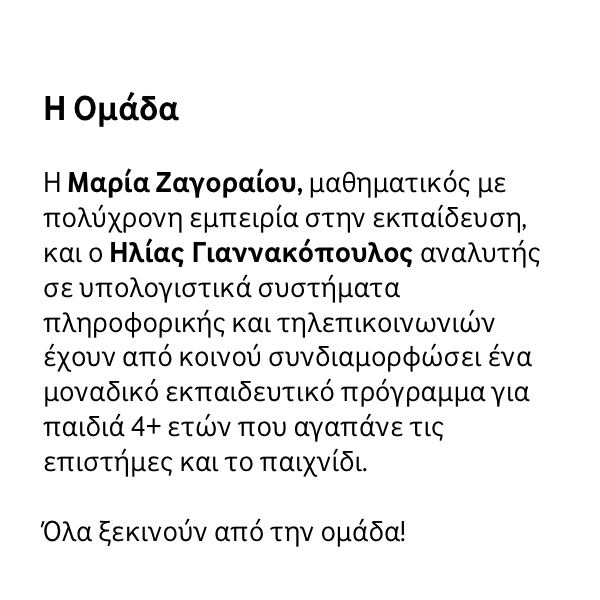 Η Ομάδα
Η Μαρία Ζαγοραίου, μαθηματικός με
πολύχρονη εμπειρία στην εκπαίδευση,
και ο Ηλίας Γιαννακόπουλος αναλυτής
σε υπολογιστικά συστήματα
πληροφορικής και τηλεπικοινωνιών
έχουν από κοινού συνδιαμορφώσει ένα
μοναδικό εκπαιδευτικό πρόγραμμα για
παιδιά 4+ ετών που αγαπάνε τις
επιστήμες και το παιχνίδι.
Όλα ξεκινούν από την ομάδα!